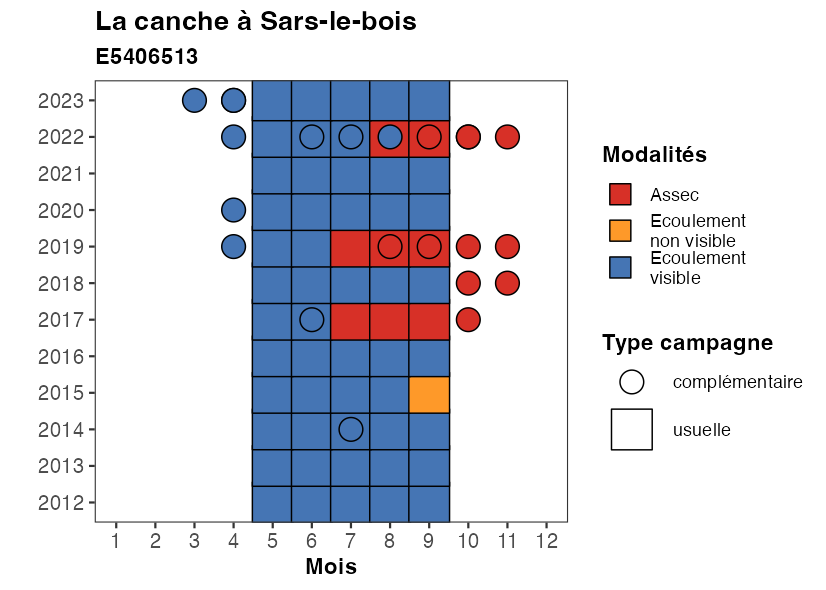 La canche à Sars-le-bois
E5406513
2023
2022
2021
2020
2019
2018
2017
2016
2015
2014
2013
2012
1 2 3 4 5 6 7 8 9 10 11 12
Mois
Modalités
Assec
Ecoulement
non visible
Ecoulement
visible
Type campagne
complémentaire
usuelle